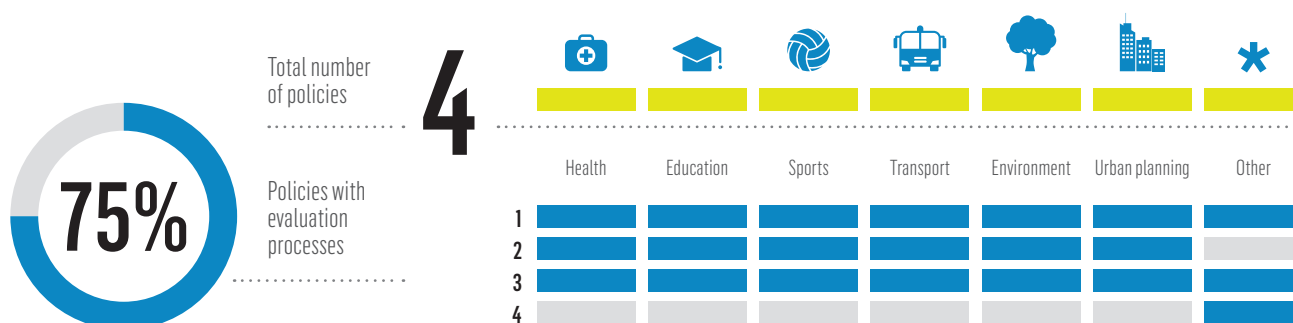 Total number
of policies
4
75%
Policies with
evaluation
processes
Health Education Sports Transport Environment Urban planning Other
1
2
3
4